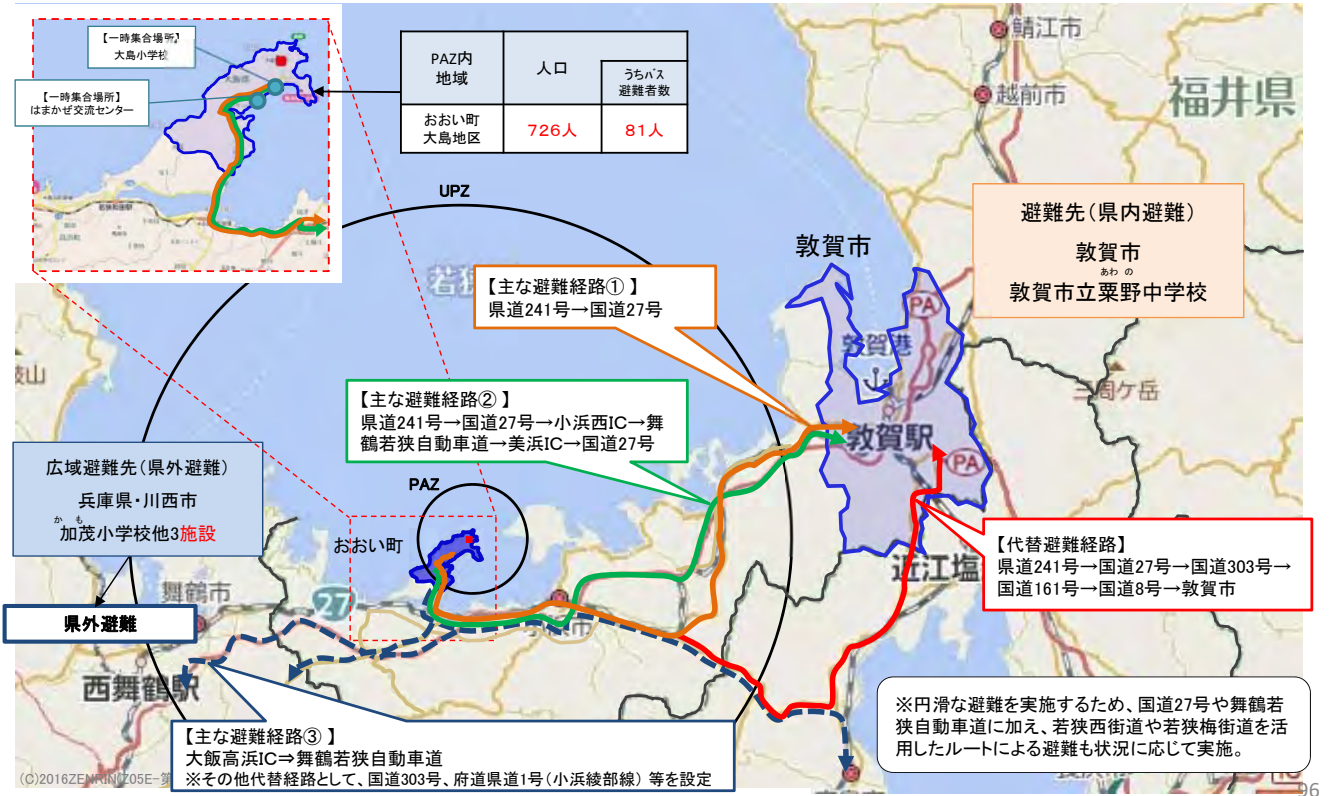 【一時集合場所】
大島小学校
【一時集合場所】
はまかぜ交流センター
PAZ内
地域
人口
うちバス
避難者数
おおい町
大島地区
726人
81人
鯖江市
越前市
福井県
UPZ
避難先(県内避難)
敦賀市
あわ の
敦賀市立粟野中学校
敦賀市
【主な避難経路①】
県道241号→国道27号
若狭
PA
敦賀港
三周ケ岳
【主な避難経路②】
県道241号→国道27号→小浜西IC→舞
鶴若狭自動車道→美浜IC→国道27号
敦賀駅
PA
広域避難先(県外避難)
兵庫県・川西市
か も
加茂小学校他3施設
PAZ
おおい町
【代替避難経路】
県道241号→国道27号→国道303号→
国道161号→国道8号→敦賀市
近江塩
舞鶴市
27
県外避難
小浜市
西舞鶴駅
【主な避難経路③】
大飯高浜IC⇒舞鶴若狭自動車道
※その他代替経路として、国道303号、府道県道1号(小浜綾部線) 等を設定
※円滑な避難を実施するため、国道27号や舞鶴若
狭自動車道に加え、若狭西街道や若狭梅街道を活
用したルートによる避難も状況に応じて実施。
(C)2016ZENRIN(Z05E-第
96